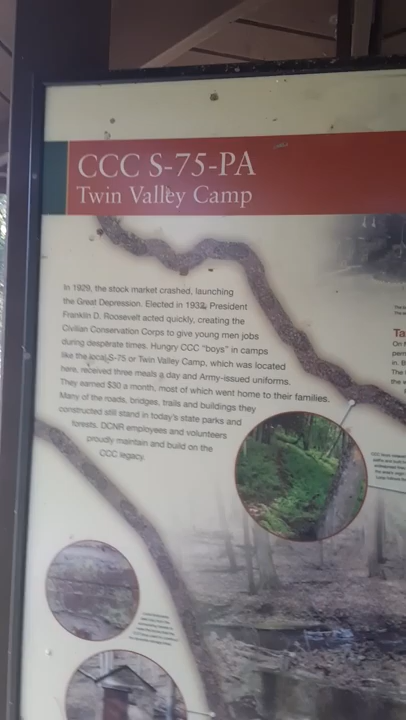 CCC S-75-PA
Twin Valley Camp
In 1929, the stock market crashed, launching
the Great Depression. Elected in 1932, President
Franklin D. Roosevelt acted quickly, creating the
Civilian Conservation Corps to give young men jobs
during desperate times. Hungry CCC "boys" in camps
like the local S-75 or Twin Valley Camp, which was located
here, received three meals a day and Army-issued uniforms.
They earned $30 a month, most of which went home to their families.
Many of the roads, bridges, trails and buildings they
constructed still stand in today's state parks and
forests. DCNR employees and volunteers
proudly maintain and build on the
CCC legacy.